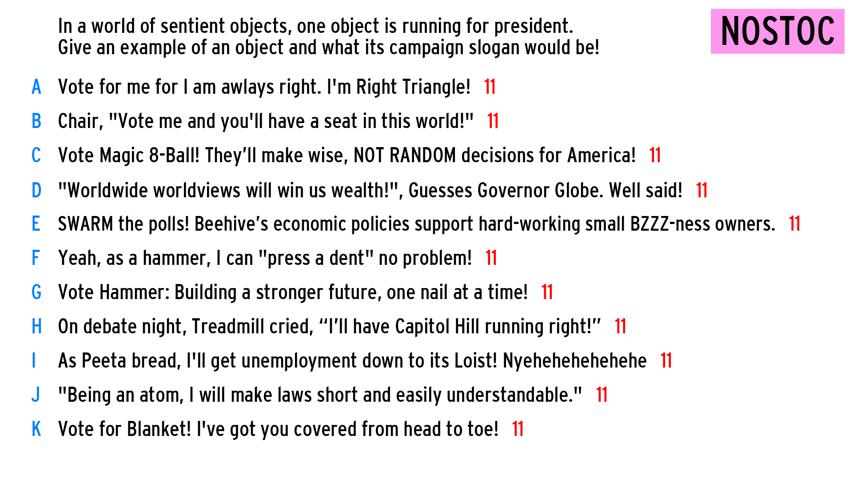 In a world of sentient objects, one object is running for president.
Give an example of an object and what its campaign slogan would be!
NOSTOC
A Vote for me for I am awlays right. I'm Right Triangle! 11
B Chair, "Vote me and you'll have a seat in this world!" 11
C Vote Magic 8-Ball! They’ll make wise, NOT RANDOM decisions for America! 11
D "Worldwide worldviews will win us wealth!", Guesses Governor Globe. Well said! 11
E SWARM the polls! Beehive’s economic policies support hard-working small BZZZ-ness owners. 11
F Yeah, as a hammer, I can "press a dent" no problem! 11
G Vote Hammer: Building a stronger future, one nail at a time! 11
H On debate night, Treadmill cried, “I’ll have Capitol Hill running right!” 11
I As Peeta bread, I'll get unemployment down to its Loist! Nyehehehehehehe 11
J "Being an atom, I will make laws short and easily understandable." 11
K Vote for Blanket! I've got you covered from head to toe! 11